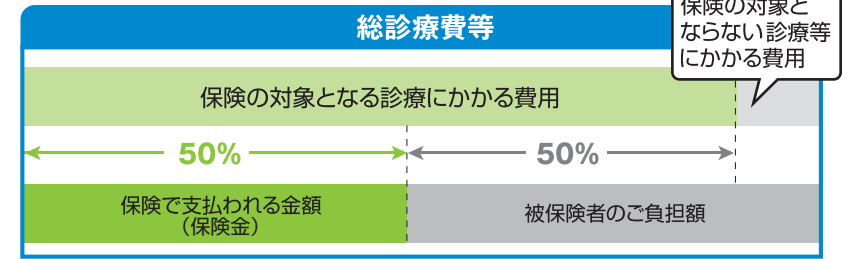 総診療費等
保険の対象と
ならない診療等
にかかる費用
保険の対象となる診療にかかる費用
50%
50%
保険で支払われる金額
（保険金）
被保険者のご負担額